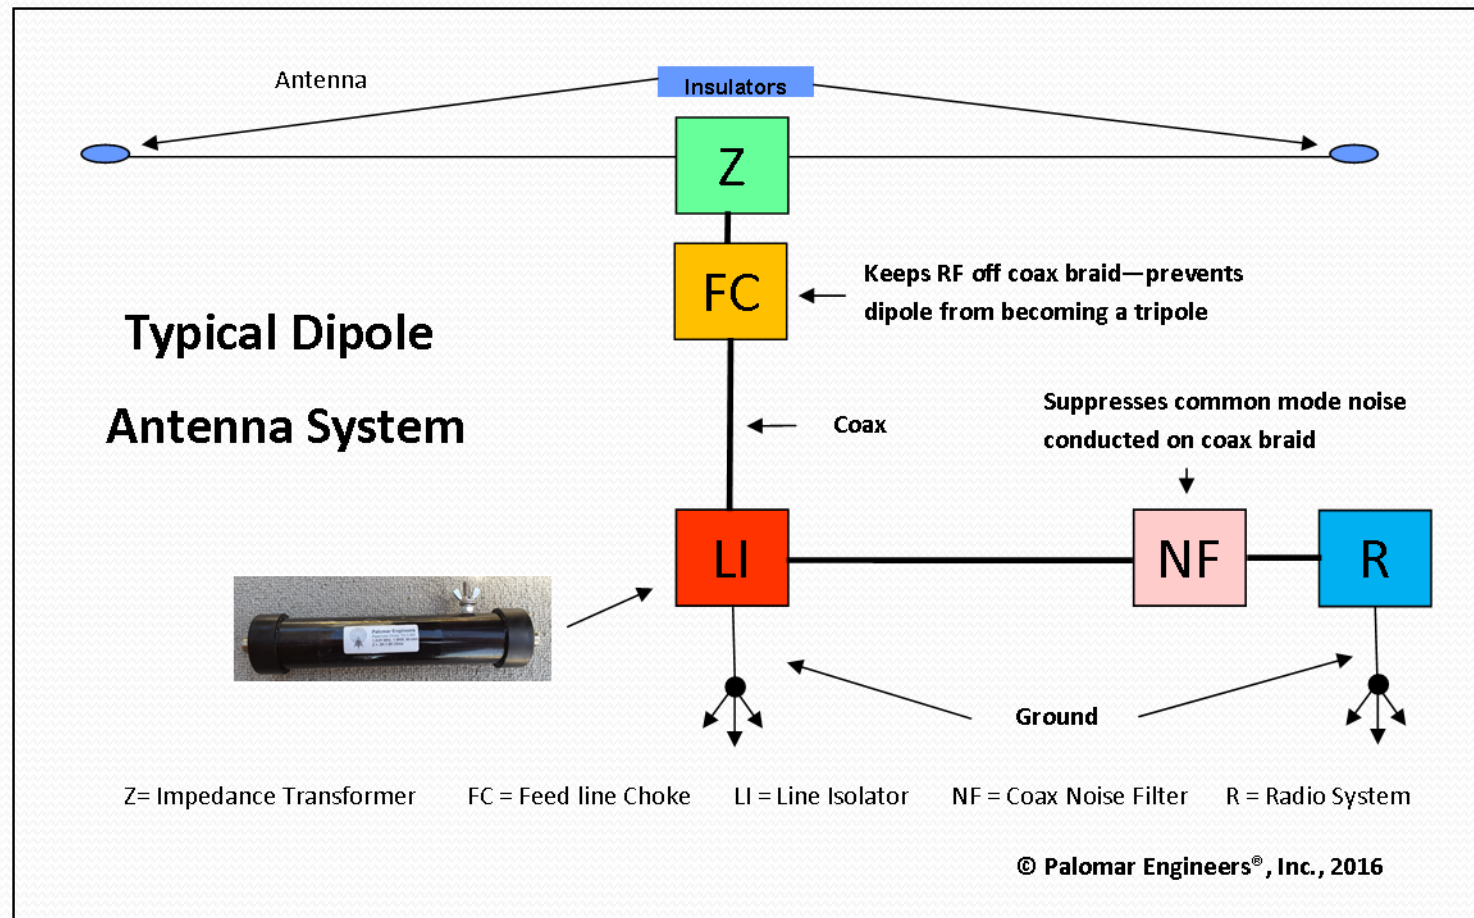 Antenna
Insulators
Z
FC
Keeps RF off coax braid—prevents
dipole from becoming a tripole
Typical Dipole
Antenna System
Suppresses common mode noise
conducted on coax braid
Coax
LI
NF
R
Palomar Engineers
Ground
Z= Impedance Transformer
FC = Feed line Choke
LI = Line Isolator
NF = Coax Noise Filter
R = Radio System
© Palomar Engineers®, Inc., 2016